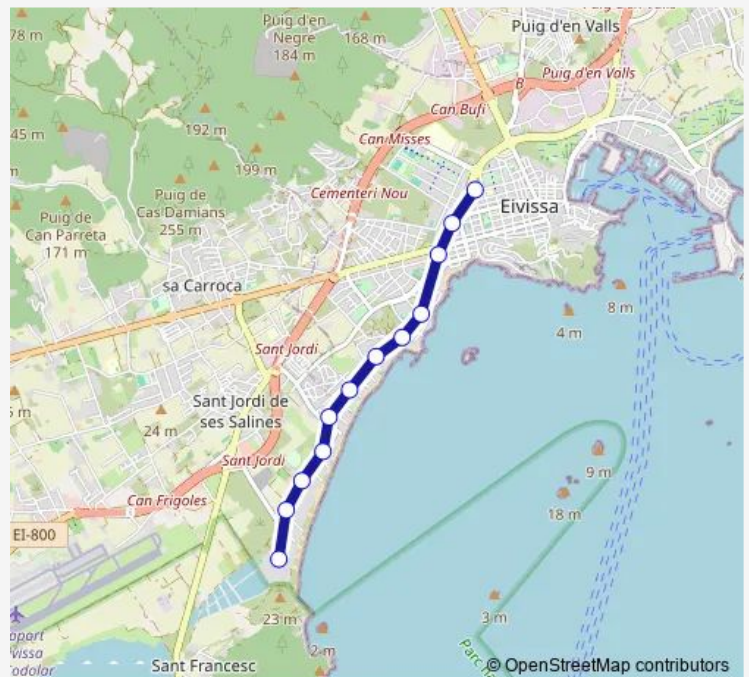 Puig d'en
Negre
184 m
168 m
Puig d'en Valls
78 m
Puig d'en Valls
B
Can Bufí
45 m
192 m
Can Misses
199 m
Puig de
Cas Damians
255 m
Cementeri Nou
Eivissa
Puig de
Can Parreta
171 m
sa Carroca
8 m
4 m
Sant Jordi
Sant Jordi de
ses Salines
24 m
Sant Jordi
9 m
Can Frigoles
18 m
EI-800
23 m
3 m
2 m
Sant Francesc
© OpenStreetMap contributors